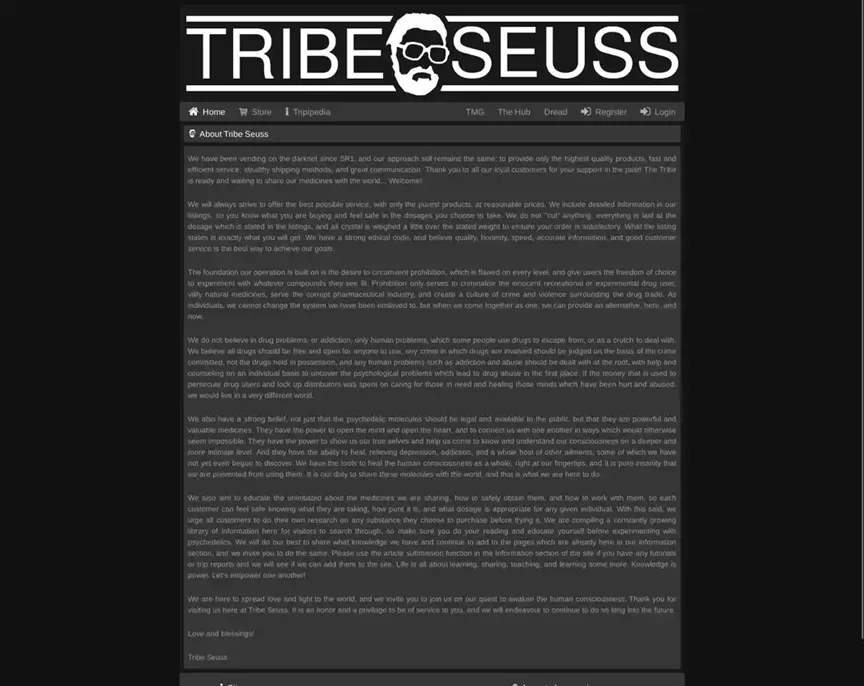 TRIBE SEUSS
Home Store Tripipedia TMG The Hub Dread Register Login
About Tribe Seuss
We have been vending on the darknet since SR1, and our approach still remains the same; to provide only the highest quality products, fast and
efficient service, stealthy shipping methods, and great communication. Thank you to all our loyal customers for your support in the past! The Tribe
is ready and waiting to share our medicines with the world... Welcome!
We will always strive to offer the best possible service, with only the purest products, at reasonable prices. We include detailed information in our
listings, so you know what you are buying and feel safe in the dosages you choose to take. We do not "cut" anything, everything is laid at the
dosage which is stated in the listings, and all crystal is weighed a little over the stated weight to ensure your order is satisfactory. What the listing
states is exactly what you will get. We have a strong ethical code, and believe quality, honesty, speed, accurate information, and good customer
service is the best way to achieve our goals.
The foundation our operation is built on is the desire to circumvent prohibition, which is flawed on every level, and give users the freedom of choice
to experiment with whatever compounds they see fit. Prohibition only serves to criminalise the innocent recreational or experimental drug user,
vilify natural medicines, serve the corrupt pharmaceutical industry, and create a culture of crime and violence surrounding the drug trade. As
individuals, we cannot change the system we have been enslaved to, but when we come together as one, we can provide an alternative, here, and
now.
We do not believe in drug problems, or addiction, only human problems, which some people use drugs to escape from, or as a crutch to deal with.
We believe all drugs should be free and open for anyone to use, any crime in which drugs are involved should be judged on the basis of the crime
committed, not the drugs held in possession, and any human problems such as addiction and abuse should be dealt with at the root, with help and
counseling on an individual basis to uncover the psychological problems which lead to drug abuse in the first place. If the money that is used to
persecute drug users and lock up distributors was spent on caring for those in need and healing those minds which have been hurt and abused,
we would live in a very different world.
We also have a strong belief, not just that the psychedelic molecules should be legal and available to the public, but that they are powerful and
valuable medicines. They have the power to open the mind and open the heart, and to connect us with one another in ways which would otherwise
seem impossible. They have the power to show us our true selves and help us come to know and understand our consciousness on a deeper and
more intimate level. And they have the ability to heal, relieving depression, addiction, and a whole host of other ailments, some of which we have
not yet even begun to discover. We have the tools to heal the human consciousness as a whole, right at our fingertips, and it is pure insanity that
we are prevented from using them. It is our duty to share these molecules with the world, and that is what we are here to do.
We also aim to educate the uninitiated about the medicines we are sharing, how to safely obtain them, and how to work with them, so each
customer can feel safe knowing what they are taking, how pure it is, and what dosage is appropriate for any given individual. With this said, we
urge all customers to do their own research on any substance they choose to purchase before trying it. We are compiling a constantly growing
library of information here for visitors to search through, so make sure you do your reading and educate yourself before experimenting with
psychedelics. We will do our best to share what knowledge we have and continue to add to the pages which are already here in our information
section, and we invite you to do the same. Please use the article submission function in the Information section of the site if you have any tutorials
or trip reports and we will see if we can add them to the site. Life is all about learning, sharing, teaching, and learning some more. Knowledge is
power. Let's empower one another!
We are here to spread love and light to the world, and we invite you to join us on our quest to awaken the human consciousness. Thank you for
visiting us here at Tribe Seuss. It is an honor and a privilege to be of service to you, and we will endeavour to continue to do so long into the future.
Love and blessings!
Tribe Seuss